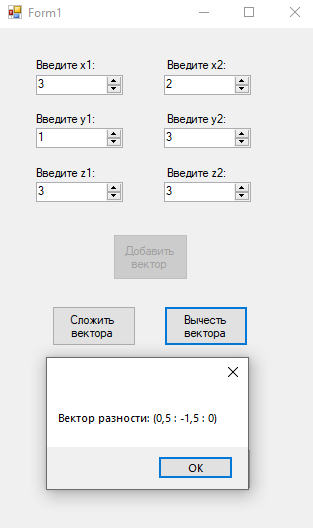 Form1
Введите x1:
Введите x2:
3
2
Введите y1:
Введите y2:
1
3
Введите z1:
Введите z2:
3
3
Добавить
вектор
Сложить
вектора
Вычесть
вектора
Вектор разности: (0,5 : -1,5 : 0)
OK